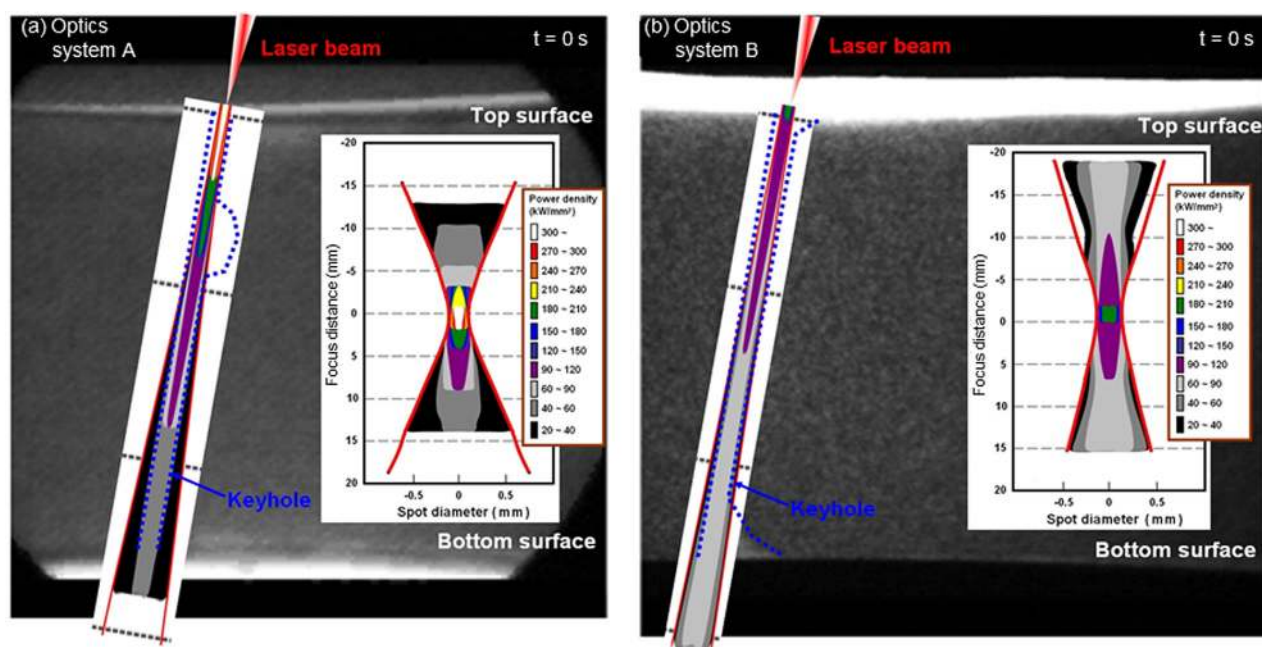 (a) Optics
system A
t = 0 s
Laser beam
Top surface
Focus distance (mm)
-20
-15
-10
-5
0
5
10
15
20
-0.5
0
0.5
Spot diameter ( mm )
Power density
(kW/mm²)
300 ~
270 ~ 300
240 ~ 270
210 ~ 240
180 ~ 210
150 ~ 180
120 ~ 150
90 ~ 120
60 ~ 90
40 ~ 60
20 ~ 40
Keyhole
Bottom surface
(b) Optics
system B
t = 0 s
Laser beam
Top surface
Focus distance (mm)
-20
-15
-10
-5
0
5
10
15
20
-0.5
0
0.5
Spot diameter ( mm )
Power density
(kW/mm²)
300 ~
270 ~ 300
240 ~ 270
210 ~ 240
180 ~ 210
150 ~ 180
120 ~ 150
90 ~ 120
60 ~ 90
40 ~ 60
20 ~ 40
Keyhole
Bottom surface